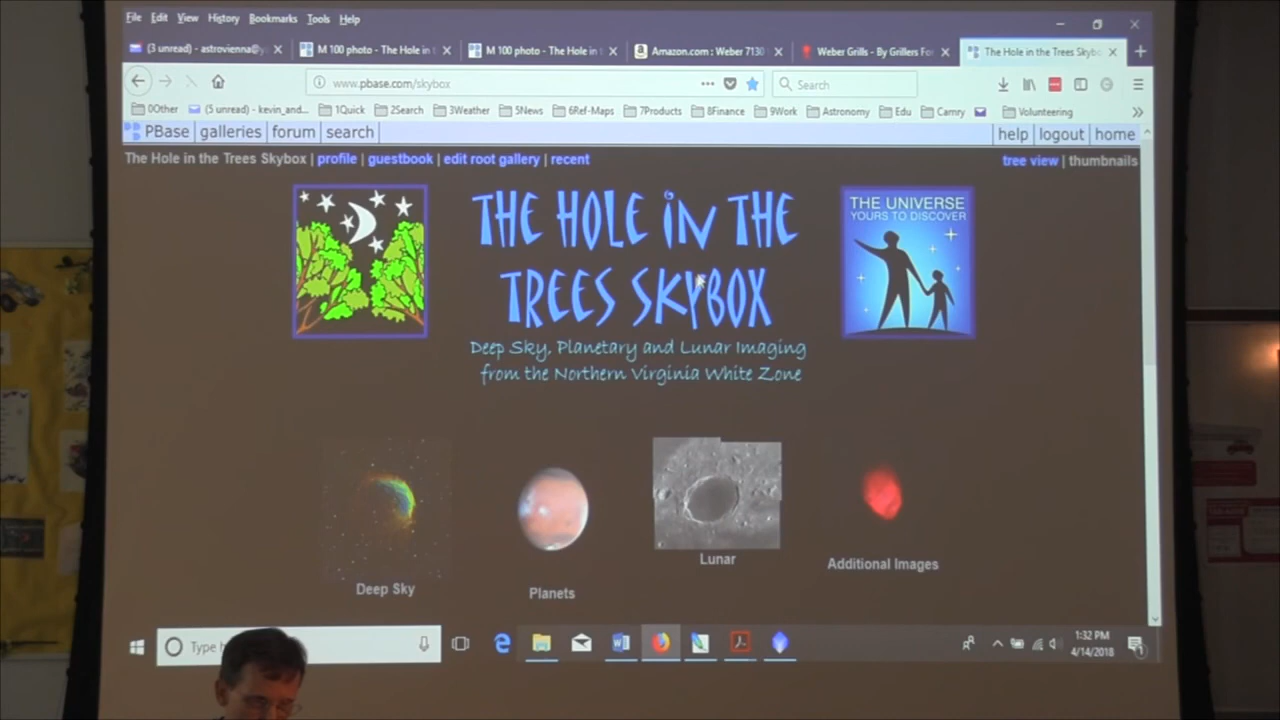 File Edit View History Bookmarks Tools Help
(3 unread) - astrovienna@y
M 100 photo - The Hole in t
M 100 photo - The Hole in t
Amazon.com : Weber 7130
Weber Grills - By Grillers Fo
The Hole in the Trees Skybo
www.pbase.com/skybox
Search
0Other
(5 unread) - kevin_and...
1Quick
2Search
3Weather
5News
6Ref-Maps
7Products
8Finance
9Work
Astronomy
Edu
Camry
Volunteering
PBase | galleries | forum | search |
| help | logout | home
The Hole in the Trees Skybox | profile | guestbook | edit root gallery | recent
tree view | thumbnails
THE HOLE iN THE
TREES SKYBOX
Deep Sky, Planetary and Lunar Imaging
from the Northern Virginia White Zone
THE UNIVERSE
YOURS TO DISCOVER
Deep Sky
Planets
Lunar
Additional Images
Type
1:32 PM
4/14/2018
1